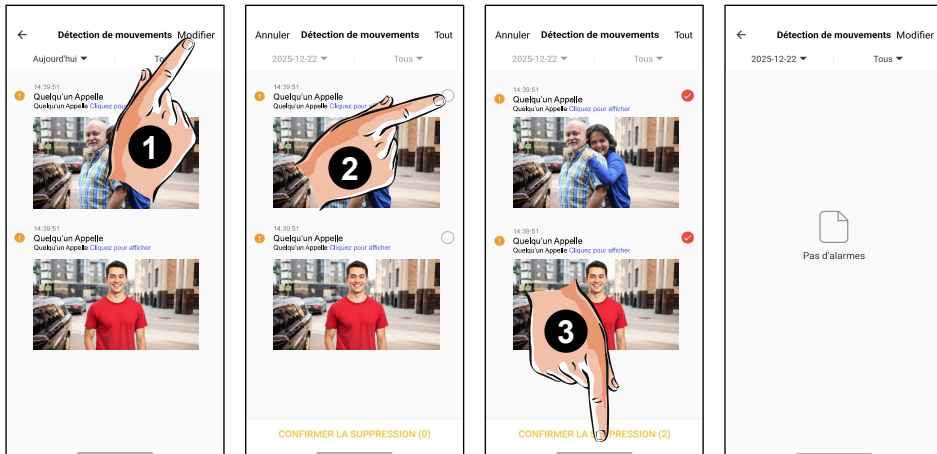 Détection de mouvements Modifier
Aujourd'hui
14:39:51
Quelqu'un Appelle
Quelqu'un Appelle Cliquez
1
14:39:51
Quelqu'un Appelle
Quelqu'un Appelle Cliquez pour afficher
Annuler Détection de mouvements Tout
2025-12-22 Tous
14:39:51
Quelqu'un Appelle
Quelqu'un Appelle Cliquez pour afficher
2
14:39:51
Quelqu'un Appelle
Quelqu'un Appelle Cliquez pour afficher
CONFIRMER LA SUPPRESSION (0)
Annuler Détection de mouvements Tout
2025-12-22 Tous
14:39:51
Quelqu'un Appelle
Quelqu'un Appelle Cliquez pour afficher
14:39:51
Quelqu'un Appelle
Quelqu'un Appelle Cliquez pour afficher
3
CONFIRMER LA SUPPRESSION (2)
Détection de mouvements Modifier
2025-12-22 Tous
Pas d'alarmes